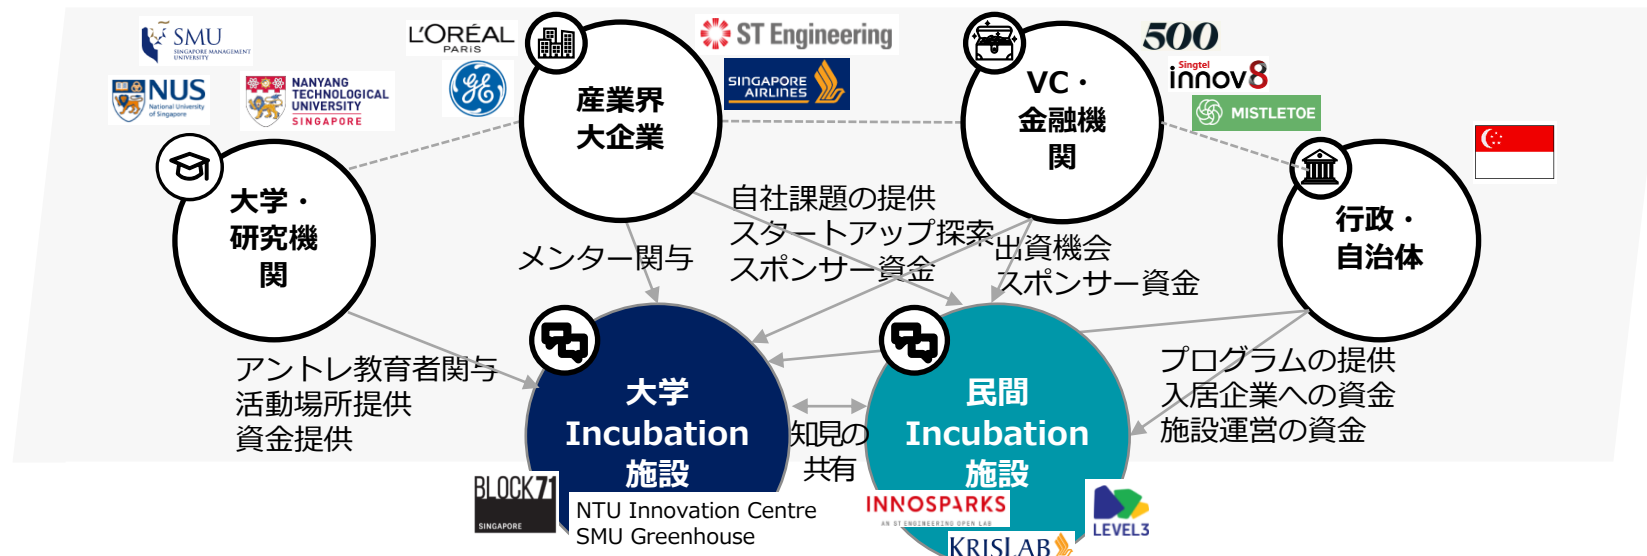 SMU
SINGAPORE MANAGEMENT
UNIVERSITY
NUS
National University
of Singapore
NANYANG
TECHNOLOGICAL
UNIVERSITY
SINGAPORE
L'ORÉAL
PARIS
GE
ST Engineering
SINGAPORE
AIRLINES
500
Singtel
innov8
MISTLETOE
大学・
研究機
関
産業界
大企業
VC・
金融機
関
行政・
自治体
メンター関与
自社課題の提供
スタートアップ探索
スポンサー資金
出資機会
スポンサー資金
アントレ教育者関与
活動場所提供
資金提供
プログラムの提供
入居企業への資金
施設運営の資金
大学
Incubation
施設
知見の
共有
民間
Incubation
施設
BLOCK71
SINGAPORE
NTU Innovation Centre
SMU Greenhouse
INNOSPARKS
AN ST ENGINEERING OPEN LAB
KRISLAB
LEVEL3